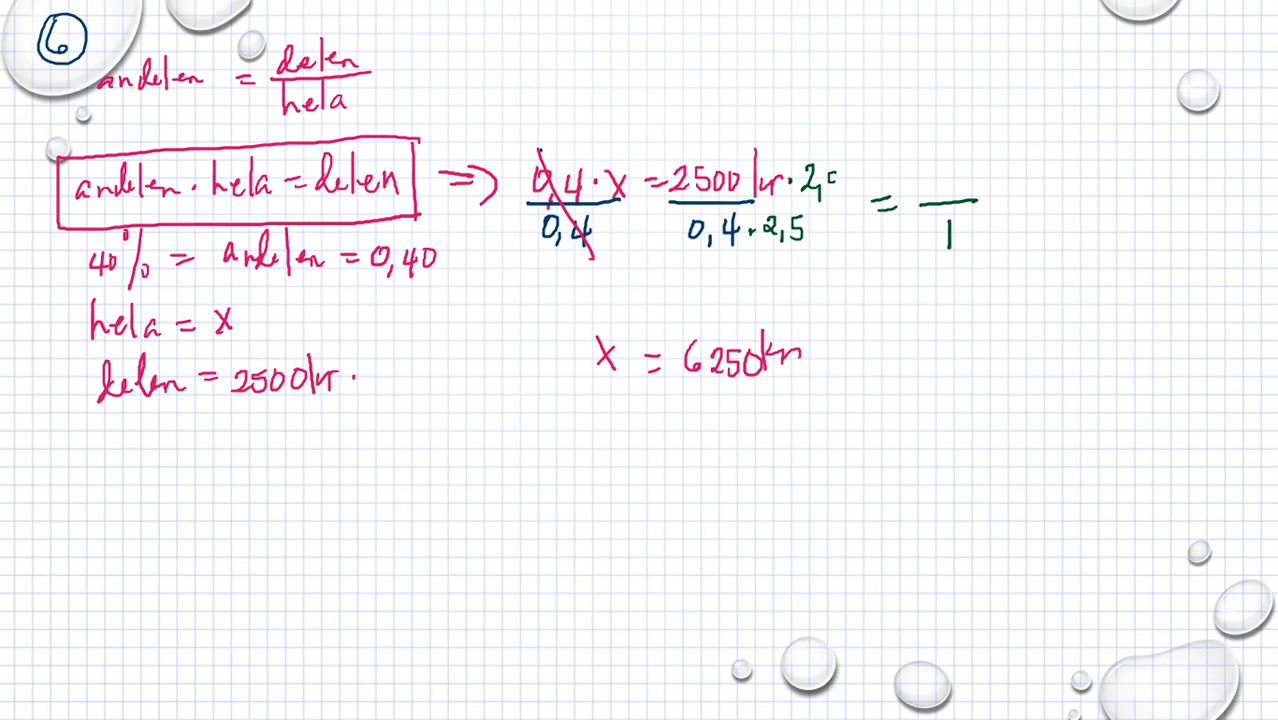 6
andelen = delen / hela
andelen · hela = delen ⇒ 0,4 · x / 0,4 = 2500 kr · 2,5 / 0,4 · 2,5 = / 1
40% = andelen = 0,40
hela = x
x = 6250 kr
delen = 2500 kr.